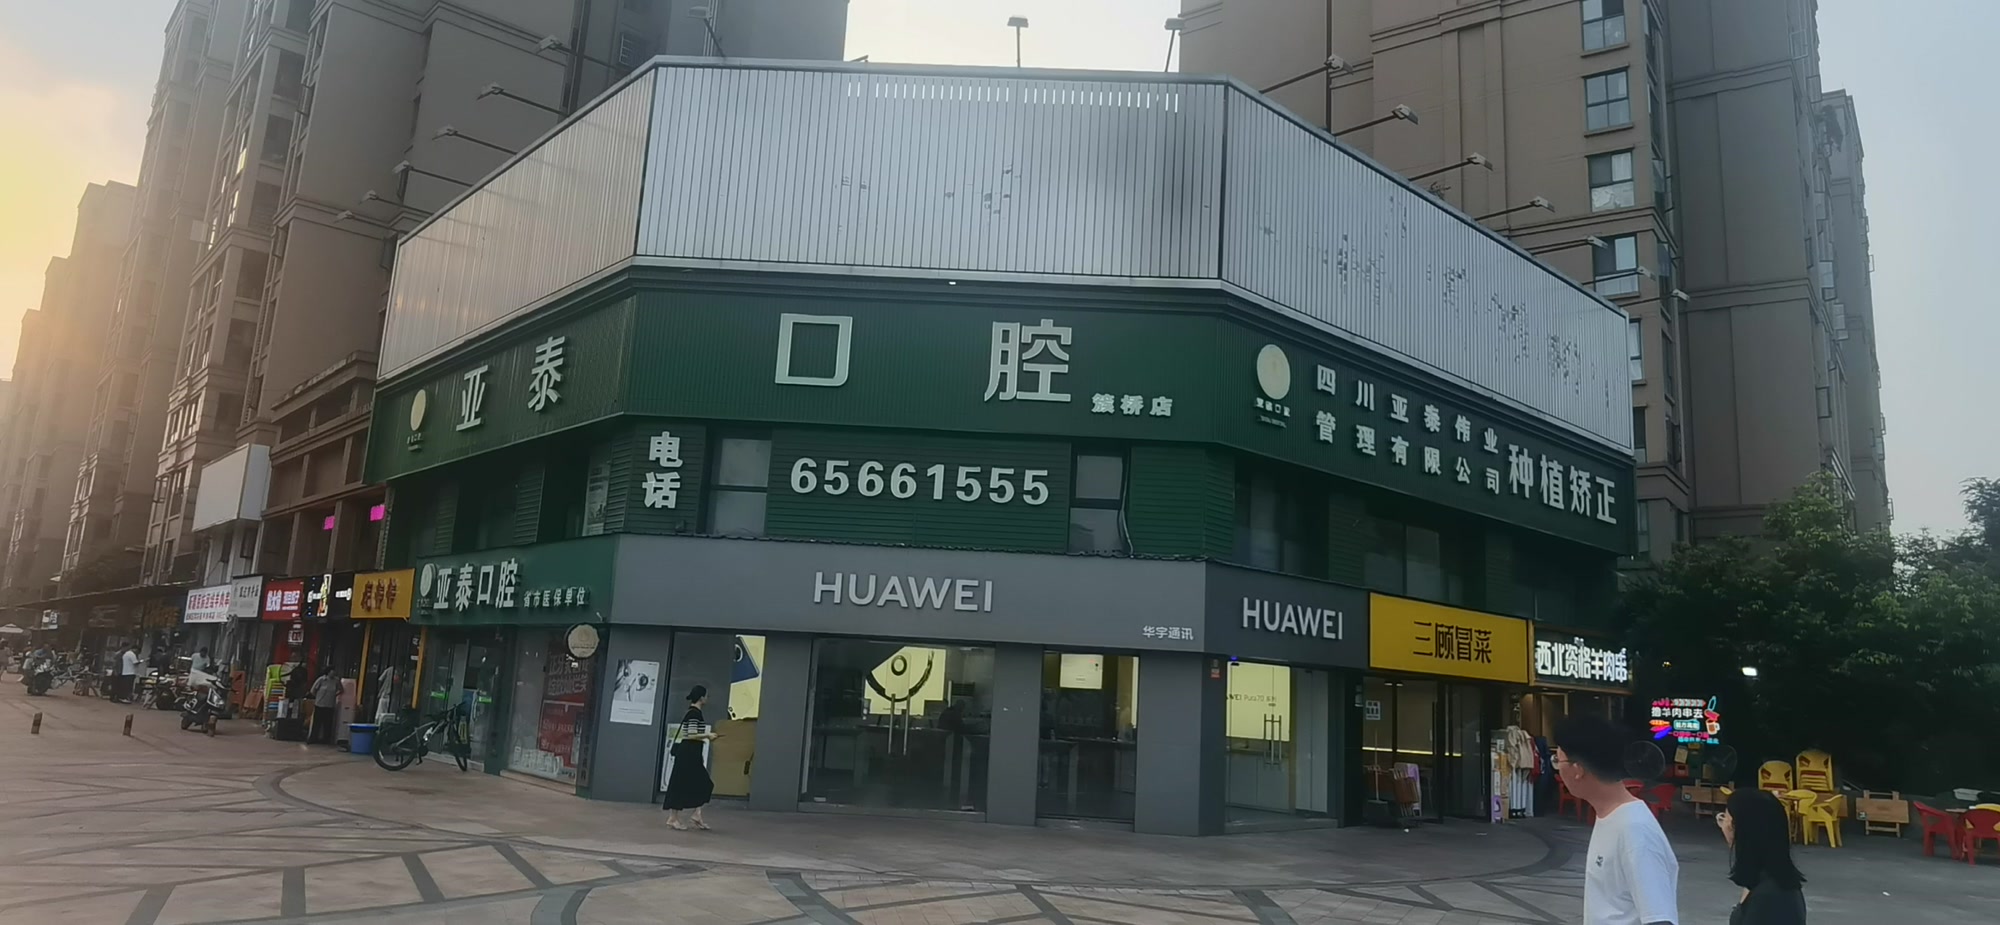 亚泰
口腔
簇桥店
四川亚泰伟业
管理有限公司
种植矫正
电话
65661555
亚泰口腔
省市医保单位
HUAWEI
华宇通讯
HUAWEI
三顾冒菜
西北资格羊肉串